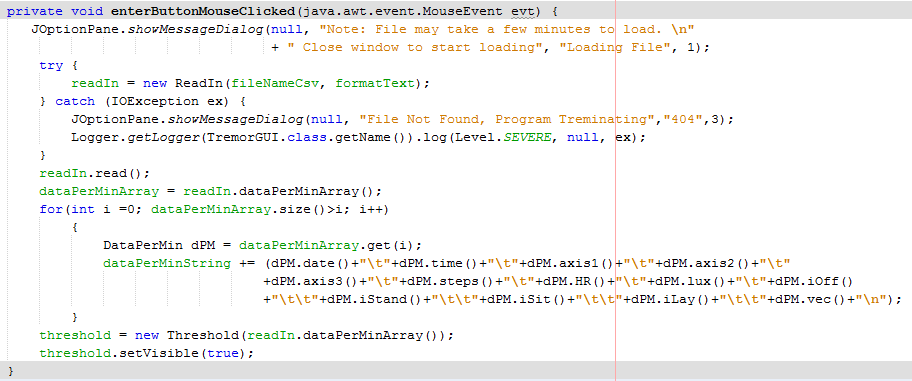 private void enterButtonMouseClicked(java.awt.event.MouseEvent evt) {
JOptionPane.showMessageDialog(null, "Note: File may take a few minutes to load. \n"
+ " Close window to start loading", "Loading File", 1);
try {
readIn = new ReadIn(fileNameCsv, formatText);
} catch (IOException ex) {
JOptionPane.showMessageDialog(null, "File Not Found, Program Treminating","404",3);
Logger.getLogger(TremorGUI.class.getName()).log(Level.SEVERE, null, ex);
}
readIn.read();
dataPerMinArray = readIn.dataPerMinArray();
for(int i =0; dataPerMinArray.size()>i; i++)
{
DataPerMin dPM = dataPerMinArray.get(i);
dataPerMinString += (dPM.date()+"\t"+dPM.time()+"\t"+dPM.axis1()+"\t"+dPM.axis2()+"\t"
+dPM.axis3()+"\t"+dPM.steps()+"\t"+dPM.HR()+"\t"+dPM.lux()+"\t"+dPM.iOff()
+"\t\t"+dPM.iStand()+"\t\t"+dPM.iSit()+"\t\t"+dPM.iLay()+"\t\t"+dPM.vec()+"\n");
}
threshold = new Threshold(readIn.dataPerMinArray());
threshold.setVisible(true);
}